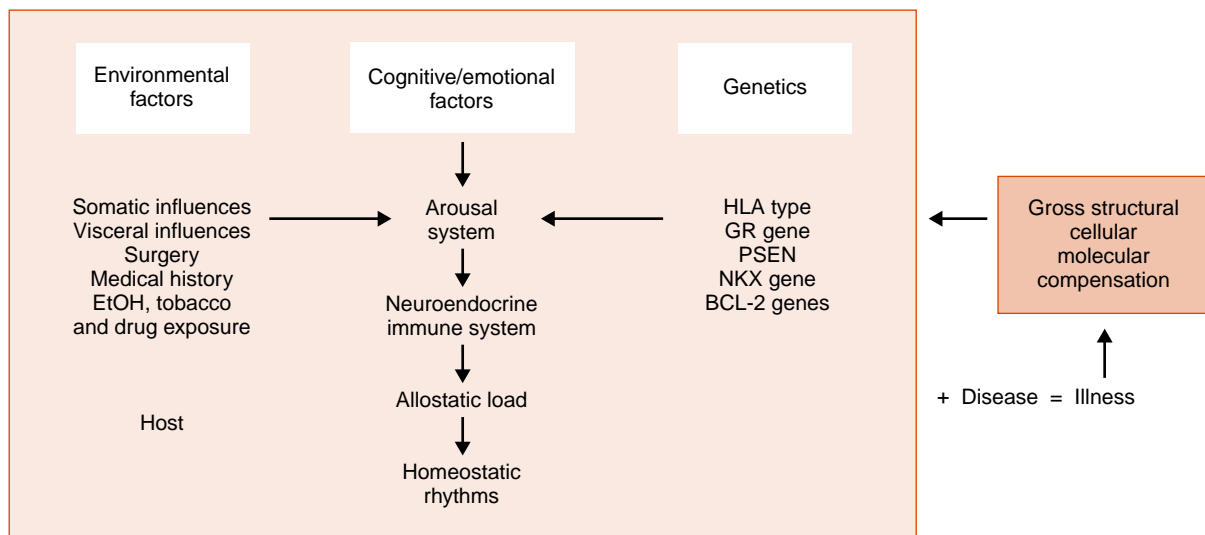 Environmental
factors
Cognitive/emotional
factors
Genetics
Somatic influences
Visceral influences
Surgery
Medical history
EtOH, tobacco
and drug exposure
Host
Arousal
system
Neuroendocrine
immune system
Allostatic load
Homeostatic
rhythms
HLA type
GR gene
PSEN
NKX gene
BCL-2 genes
Gross structural
cellular
molecular
compensation
+ Disease = Illness